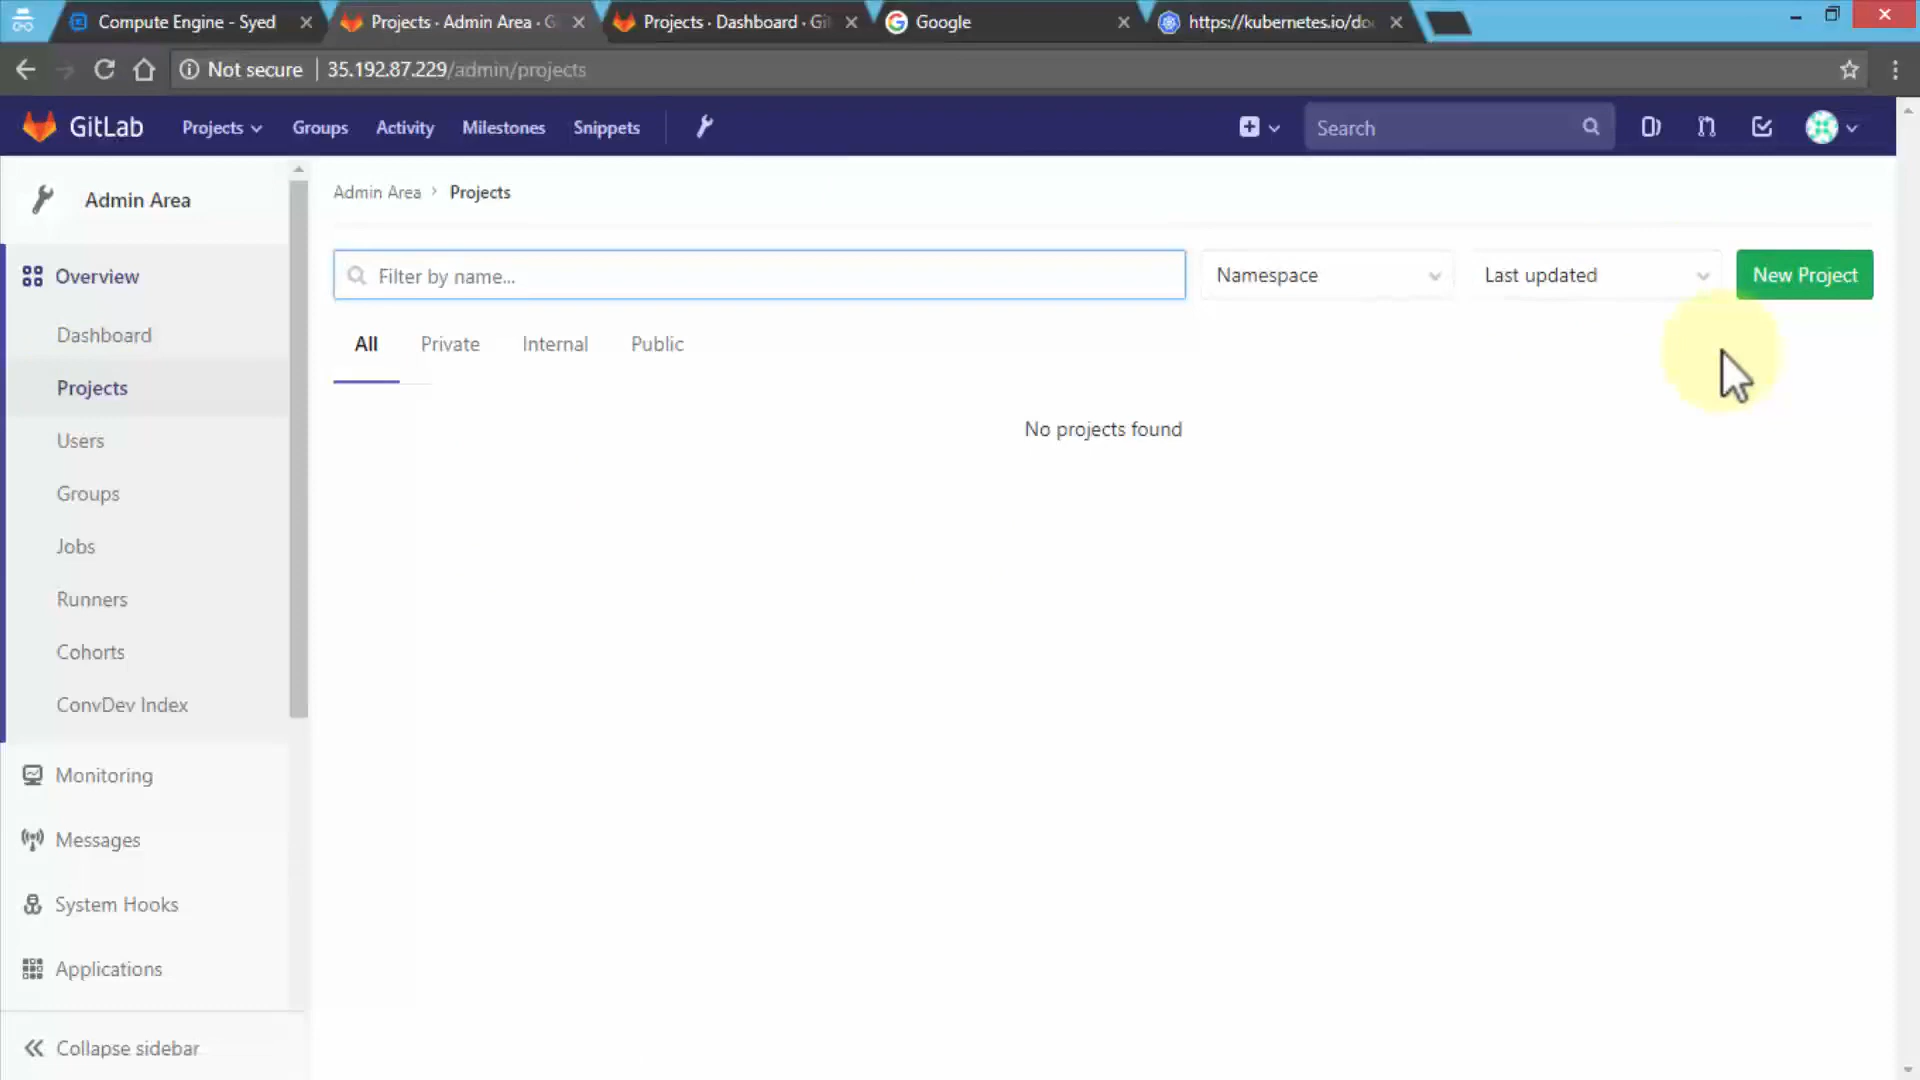 Compute Engine - Syed
Projects · Admin Area · G
Projects · Dashboard · Git
Google
https://kubernetes.io/do
Not secure
35.192.87.229/admin/projects
GitLab
Projects
Groups
Activity
Milestones
Snippets
Search
Admin Area
Overview
Dashboard
Projects
Users
Groups
Jobs
Runners
Cohorts
ConvDev Index
Monitoring
Messages
System Hooks
Applications
Collapse sidebar
Admin Area › Projects
Filter by name...
Namespace
Last updated
New Project
All
Private
Internal
Public
No projects found